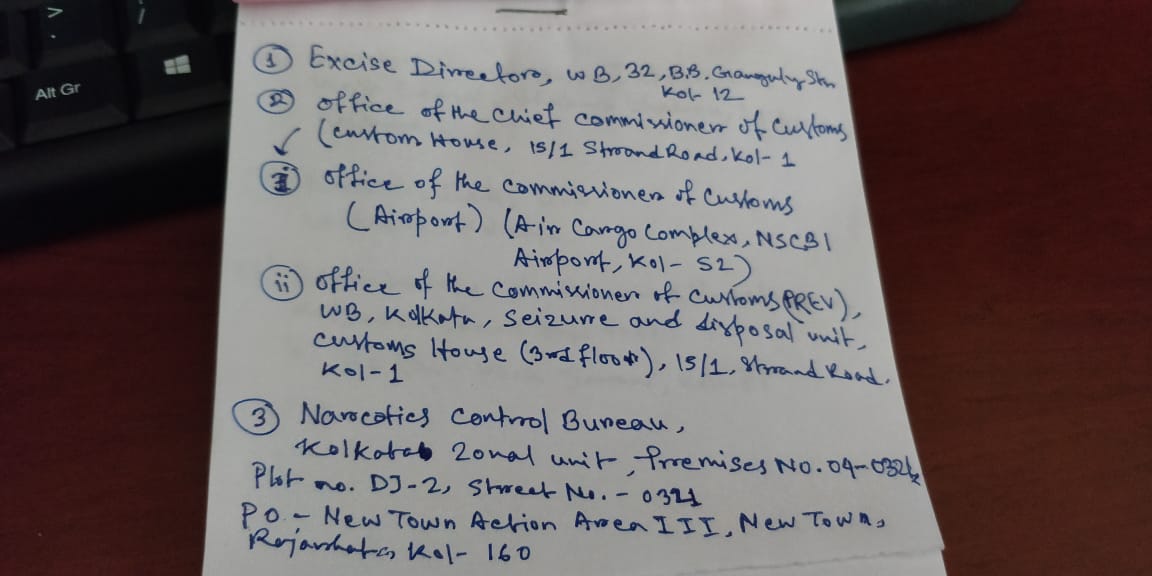 Alt Gr
① Excise Directors, WB, 32, B.B. Ganguly Str
Kol- 12
② office of the chief commissioner of Customs
(Custom House, 15/1 Strand Road, Kol- 1
ⓘ office of the commissioner of Customs
(Airport) (Air Cargo Complex, NSCBI
Airport, Kol- 52)
ⓘⓘ office of the commissioner of customs (PREV),
WB, Kolkata, Seizure and disposal unit,
customs House (3rd floor), 15/1, Strand Road.
Kol-1
③ Narcotics Control Bureau,
Kolkata Zonal unit, Premises No. 04-0321
Plot no. DJ-2, Street No. - 0321
P.O. - New Town Action Area III, New Town,
Rajarhata, Kol- 160